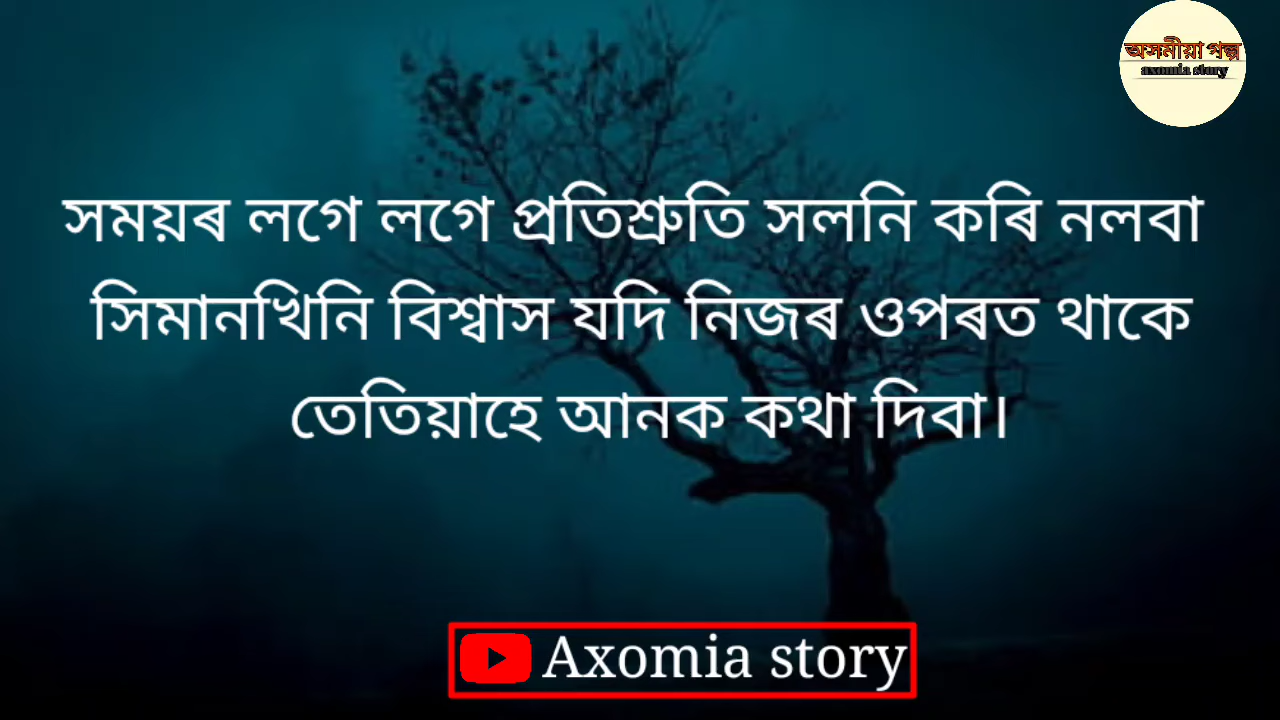 অসমীয়া গল্প
axomia story
সময়ৰ লগে লগে প্ৰতিশ্ৰুতি সলনি কৰি নলবা
সিমানখিনি বিশ্বাস যদি নিজৰ ওপৰত থাকে
তেতিয়াহে আনক কথা দিবা।
Axomia story